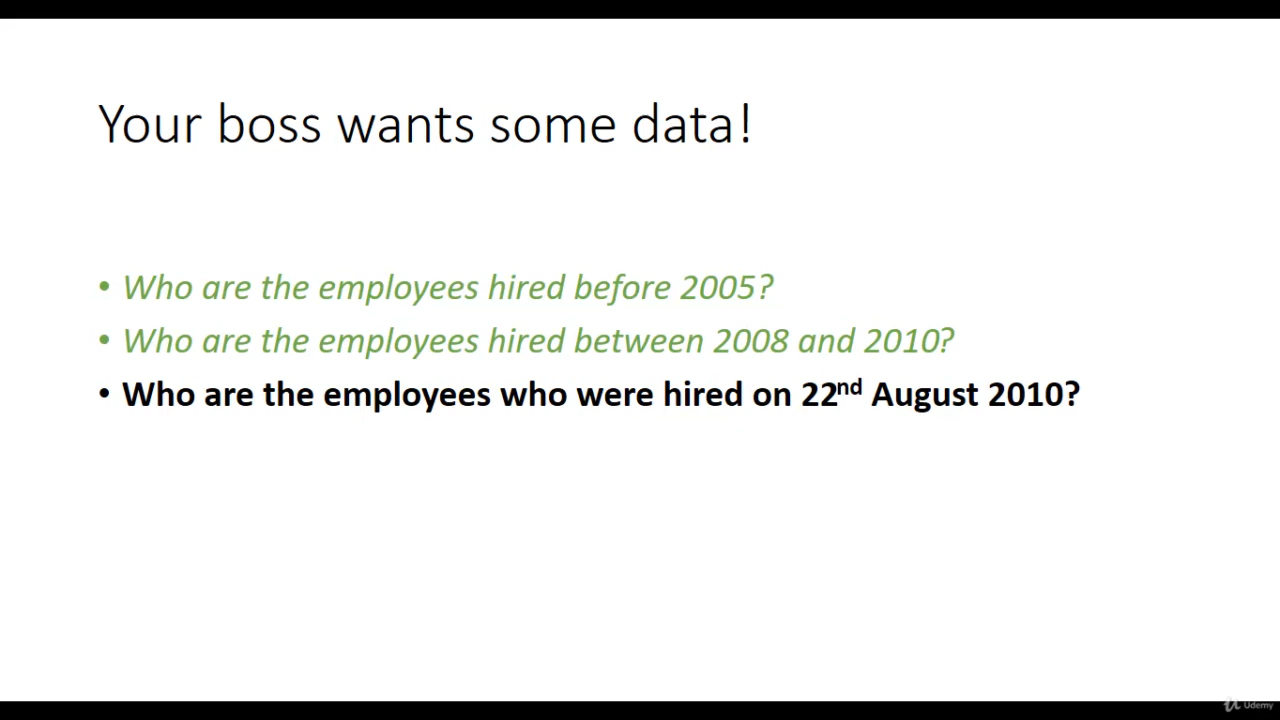 Your boss wants some data!
• Who are the employees hired before 2005?
• Who are the employees hired between 2008 and 2010?
• Who are the employees who were hired on 22nd August 2010?
Udemy